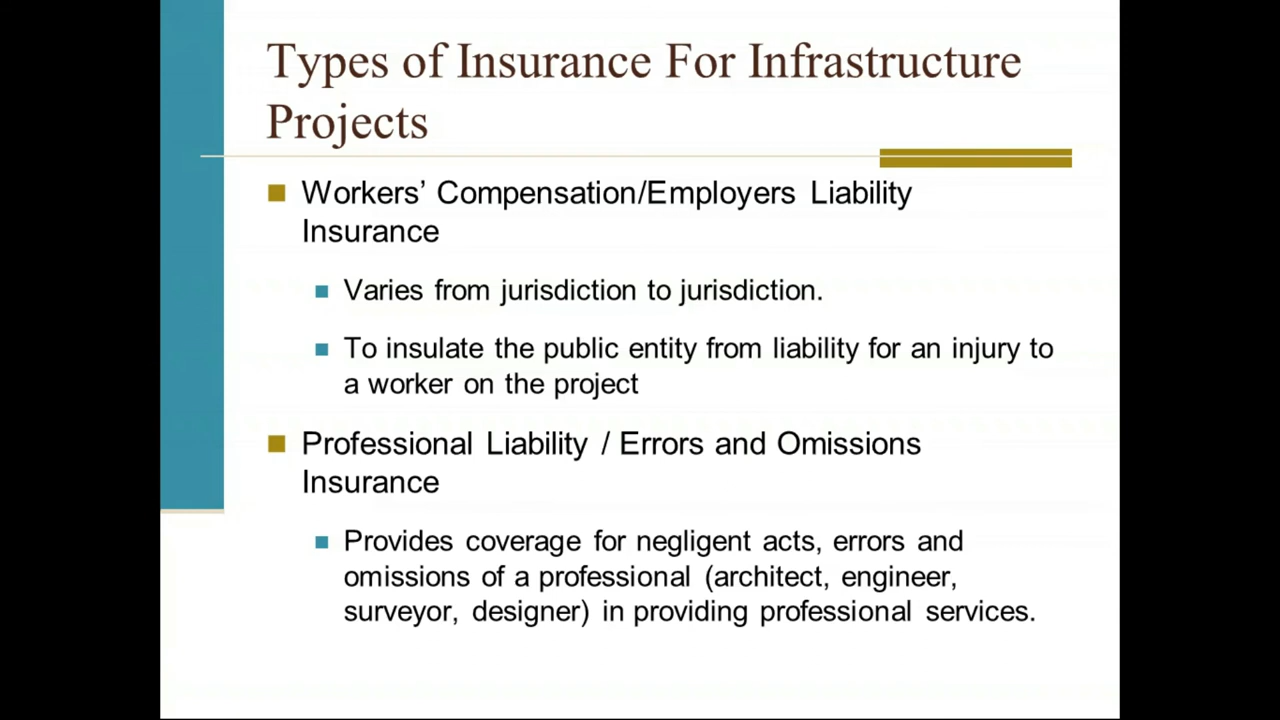 Types of Insurance For Infrastructure
Projects
Workers’ Compensation/Employers Liability
Insurance
Varies from jurisdiction to jurisdiction.
To insulate the public entity from liability for an injury to
a worker on the project
Professional Liability / Errors and Omissions
Insurance
Provides coverage for negligent acts, errors and
omissions of a professional (architect, engineer,
surveyor, designer) in providing professional services.